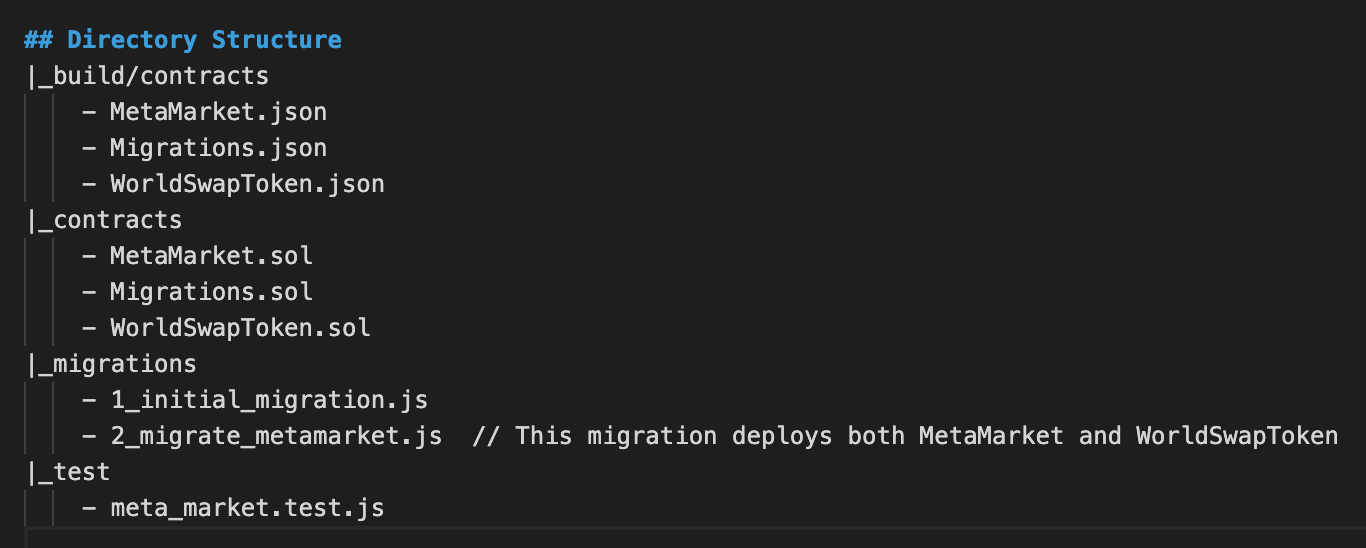 ## Directory Structure
|_build/contracts
- MetaMarket.json
- Migrations.json
- WorldSwapToken.json
|_contracts
- MetaMarket.sol
- Migrations.sol
- WorldSwapToken.sol
|_migrations
- 1_initial_migration.js
- 2_migrate_metamarket.js  // This migration deploys both MetaMarket and WorldSwapToken
|_test
- meta_market.test.js